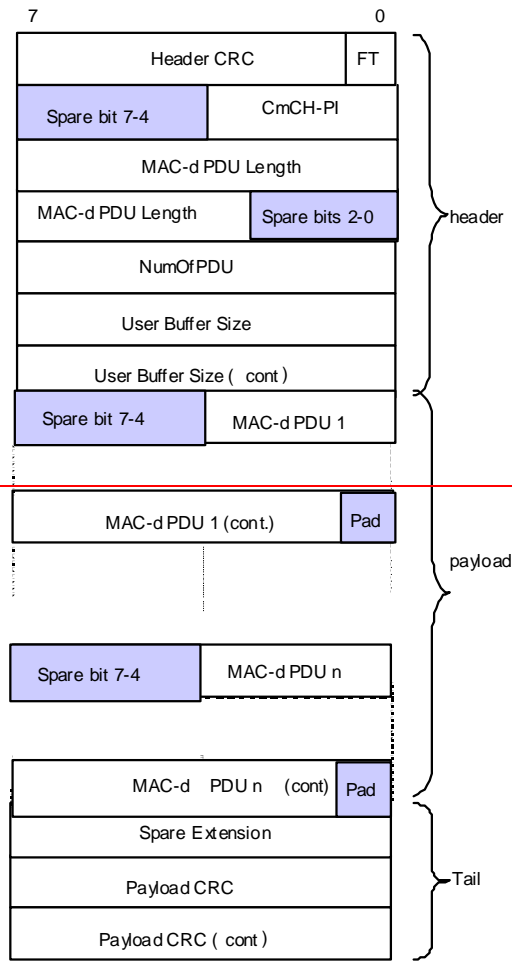 7 0
Header CRC FT
Spare bit 7-4 CmCH-PI
MAC-d PDU Length
MAC-d PDU Length Spare bits 2-0
header
NumOfPDU
User Buffer Size
User Buffer Size ( cont )
Spare bit 7-4 MAC-d PDU 1
MAC-d PDU 1 (cont.) Pad
payload
Spare bit 7-4 MAC-d PDU n
MAC-d PDU n (cont) Pad
Spare Extension
Payload CRC
Tail
Payload CRC ( cont )